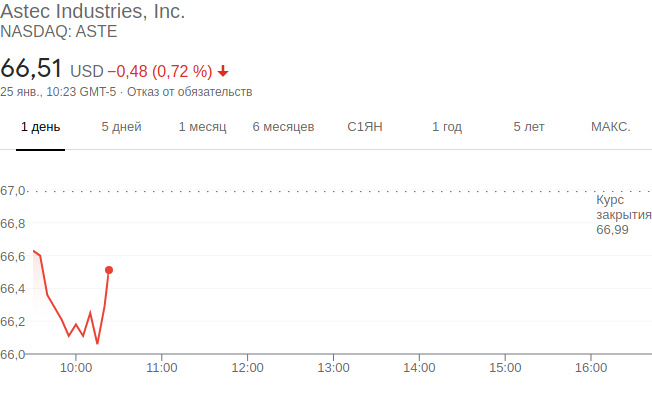 Astec Industries, Inc.
NASDAQ: ASTE
66,51 USD −0,48 (0,72 %)
25 янв., 10:23 GMT-5 · Отказ от обязательств
1 день 5 дней 1 месяц 6 месяцев С1ЯН 1 год 5 лет МАКС.
67,0
Курс
закрытия
66,99
66,8
66,6
66,4
66,2
66,0
10:00 11:00 12:00 13:00 14:00 15:00 16:00